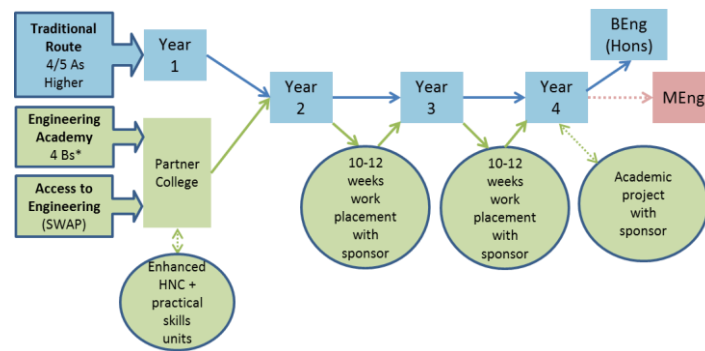 Traditional
Route
4/5 As
Higher
Year
1
Engineering
Academy
4 Bs*
Access to
Engineering
(SWAP)
Partner
College
Enhanced
HNC +
practical
skills
units
Year
2
10-12
weeks
work
placement
with
sponsor
Year
3
10-12
weeks
work
placement
with
sponsor
Year
4
Academic
project
with
sponsor
BEng
(Hons)
MEng